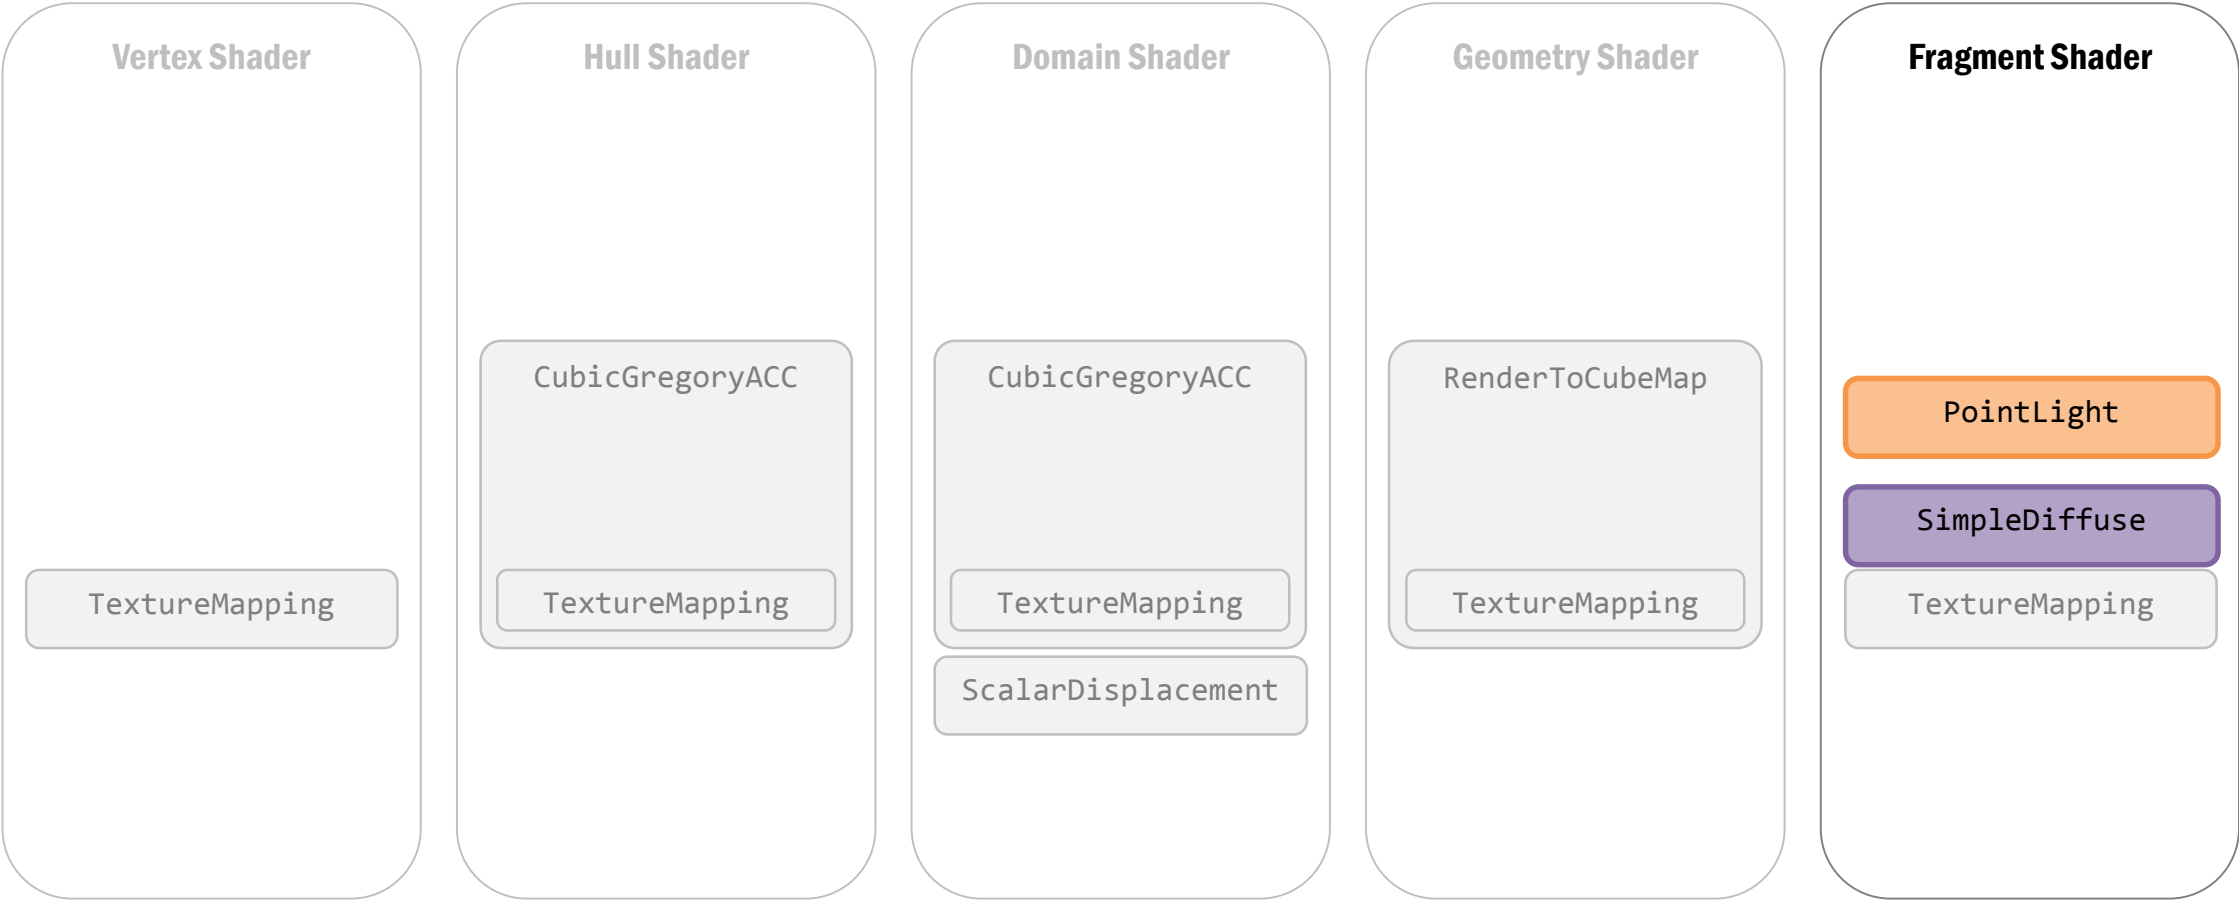 Vertex Shader
TextureMapping
Hull Shader
CubicGregoryACC
TextureMapping
Domain Shader
CubicGregoryACC
TextureMapping
ScalarDisplacement
Geometry Shader
RenderToCubeMap
TextureMapping
Fragment Shader
PointLight
SimpleDiffuse
TextureMapping